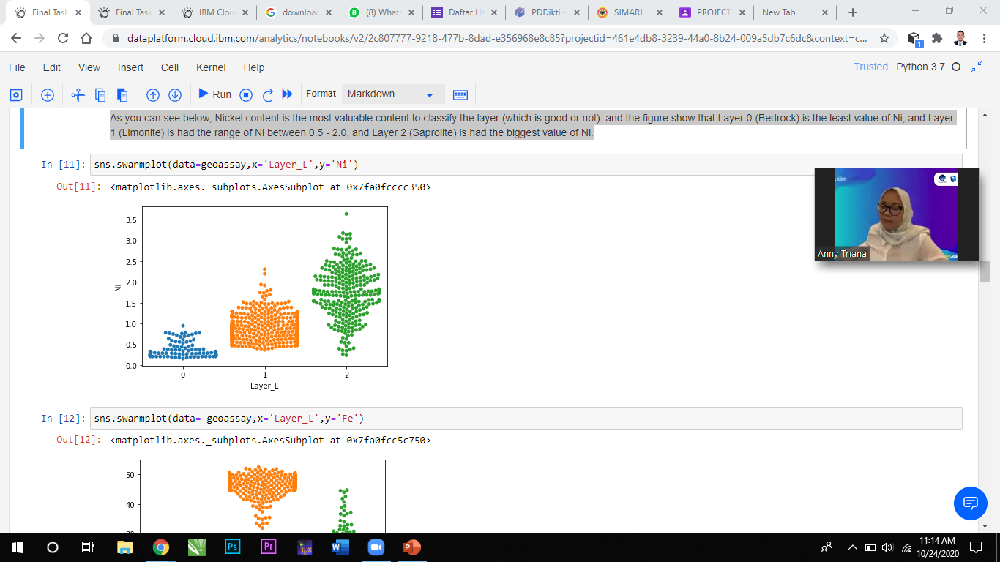 Final Task
Final Task
IBM Clou
downloa
(8) Whats
Daftar Ha
PDDikti -
SIMARI
PROJECT
New Tab
dataplatform.cloud.ibm.com/analytics/notebooks/v2/2c807777-9218-477b-8dad-e356968e8c85?projectid=461e4db8-3239-44a0-8b24-009a5db7c6dc&context=c...
1
File Edit View Insert Cell Kernel Help
Trusted | Python 3.7
Run
Format
Markdown
As you can see below, Nickel content is the most valuable content to classify the layer (which is good or not). and the figure show that Layer 0 (Bedrock) is the least value of Ni, and Layer
1 (Limonite) is had the range of Ni between 0.5 - 2.0, and Layer 2 (Saprolite) is had the biggest value of Ni.
In [11]: sns.swarmplot(data=geoassay,x='Layer_L',y='Ni')
Out[11]: <matplotlib.axes._subplots.AxesSubplot at 0x7fa0fcccc350>
3.5
3.0
2.5
2.0
1.5
1.0
0.5
0.0
Ni
0 1 2
Layer_L
Anny Triana
In [12]: sns.swarmplot(data= geoassay,x='Layer_L',y='Fe')
Out[12]: <matplotlib.axes._subplots.AxesSubplot at 0x7fa0fcc5c750>
50
40
Ps
Pr
TEX
W
P
11:14 AM
10/24/2020